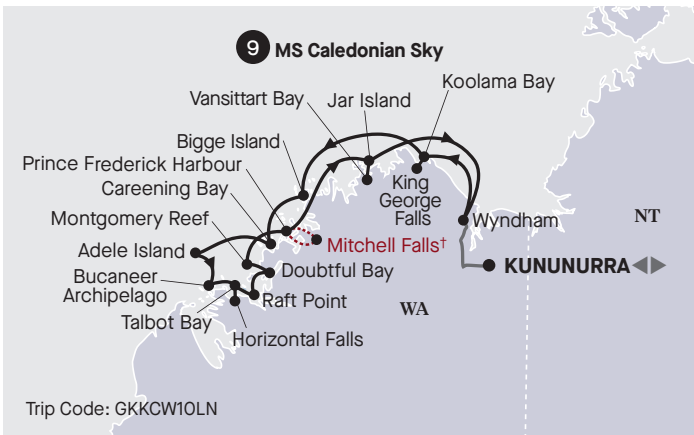 9 MS Caledonian Sky
Koolama Bay
Vansittart Bay
Jar Island
Bigge Island
Prince Frederick Harbour
Careening Bay
King
George
Falls
Montgomery Reef
Wyndham
NT
Mitchell Falls†
Adele Island
KUNUNURRA
Doubtful Bay
Bucaneer
Archipelago
Raft Point
WA
Talbot Bay
Horizontal Falls
Trip Code: GKKCW10LN